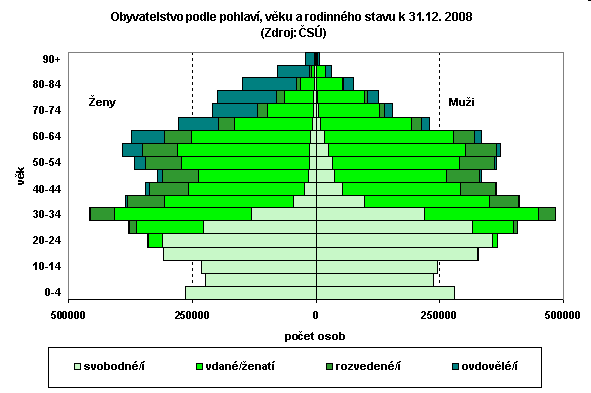 Obyvatelstvo podle pohlaví, věku a rodinného stavu k 31.12. 2008
(Zdroj: ČSÚ)
90+
80-84
70-74
60-64
50-54
40-44
30-34
20-24
10-14
0-4
věk
Ženy
Muži
500000
250000
0
250000
500000
počet osob
svobodné/í
vdané/ženatí
rozvedené/í
ovdovělé/í